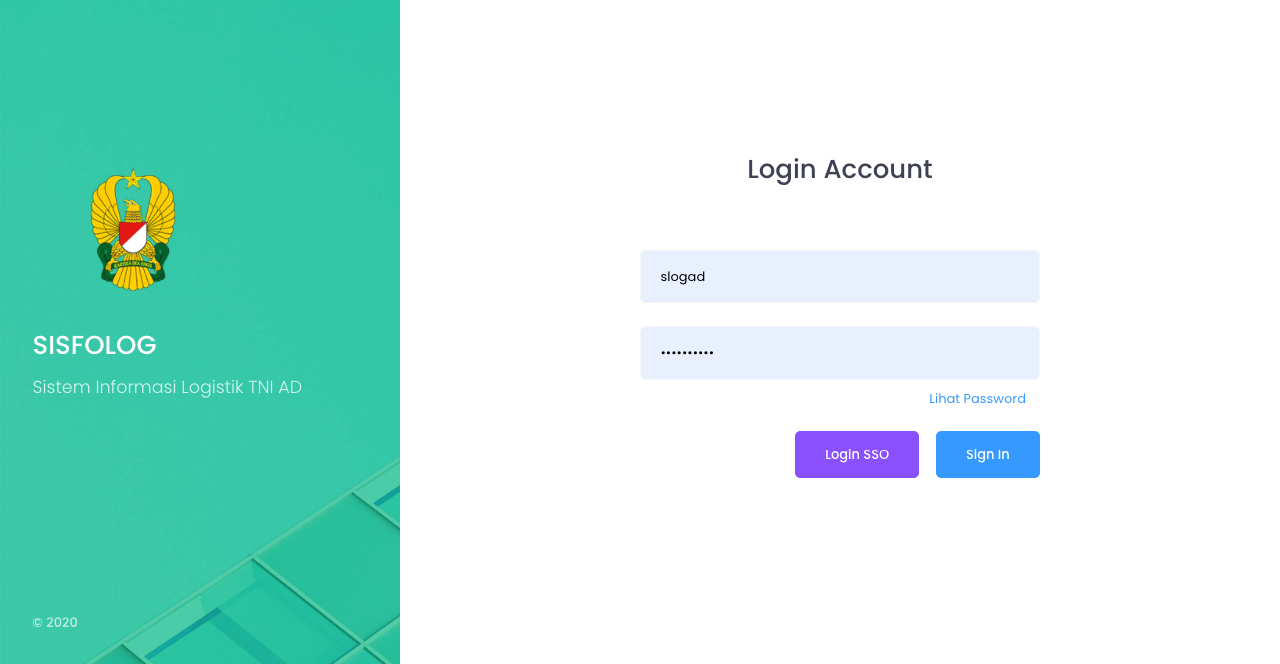 SISFOLOG
Sistem Informasi Logistik TNI AD
© 2020
Login Account
slogad
••••••••••
Lihat Password
Login SSO
Sign In